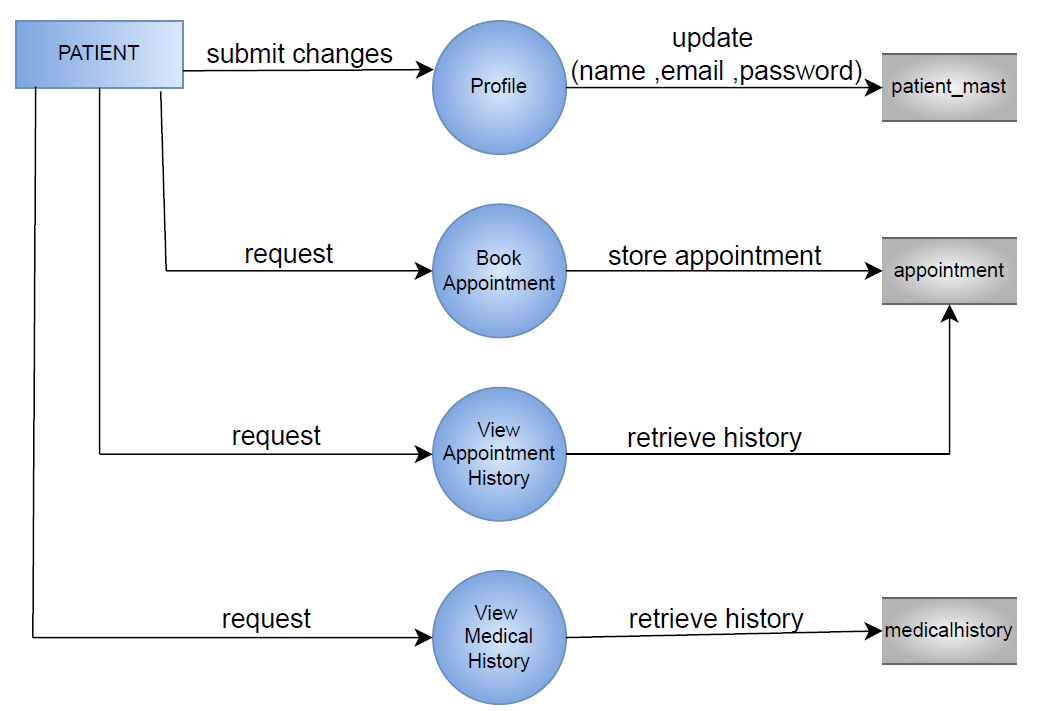 PATIENT
submit changes
Profile
update
(name ,email ,password)
patient_mast
request
Book
Appointment
store appointment
appointment
request
View
Appointment
History
retrieve history
request
View
Medical
History
retrieve history
medicalhistory